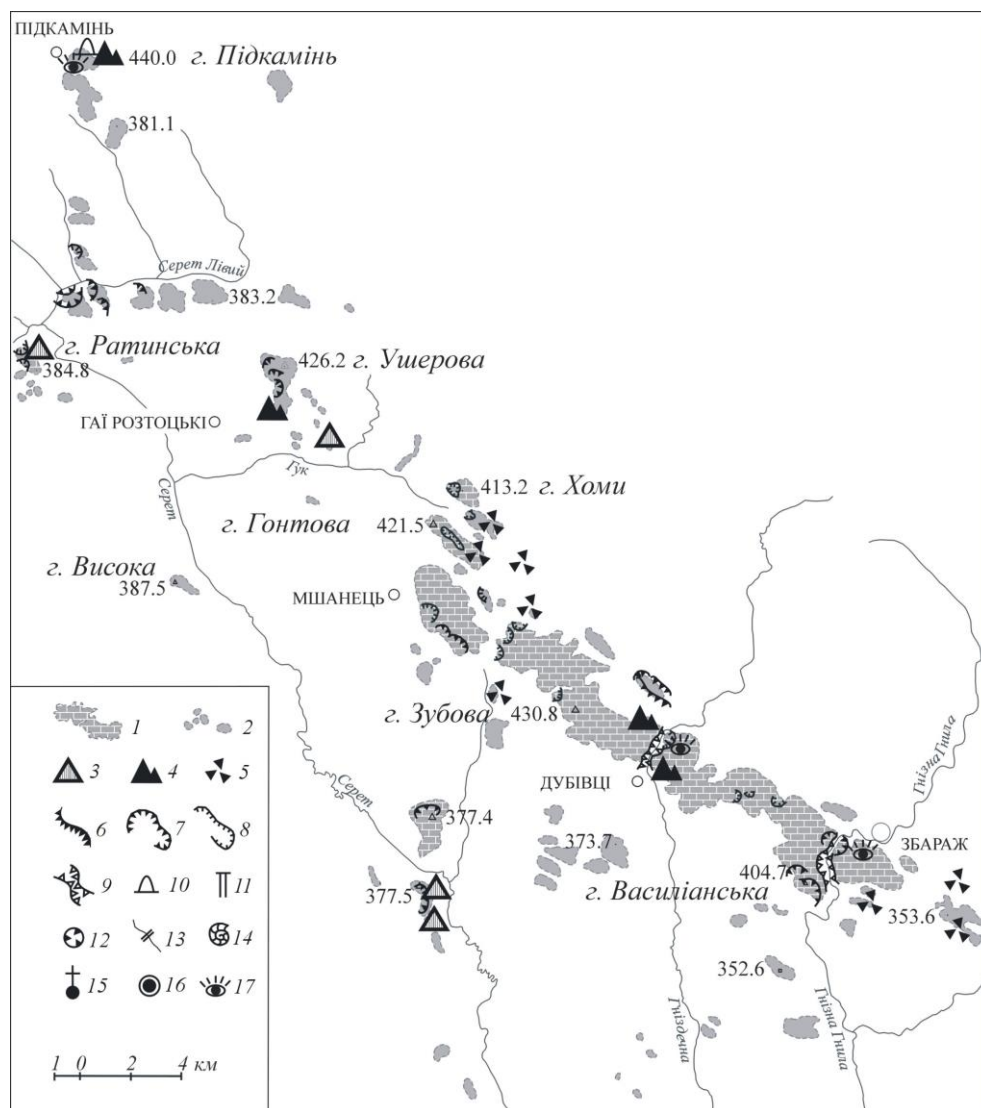 ПІДКАМІНЬ
440.0 г. Підкамінь
381.1
Серет Лівий
383.2
г. Ратинська
384.8
426.2 г. Ушерова
ГАЇ РОЗТОЦЬКІ
Гук
Серет
413.2 г. Хоми
г. Гонтова 421.5
г. Висока
387.5
МШАНЕЦЬ
г. Зубова 430.8
Гнізна Гнила
ДУБІВЦІ
ЗБАРАЖ
Серет
377.4
373.7
404.7
г. Василіанська
377.5
353.6
352.6
Гніздечна
Гнізна Гнила
1 2
3 4 5
6 7 8
9 10 11
12 13 14
15 16 17
1 0 2 4 км